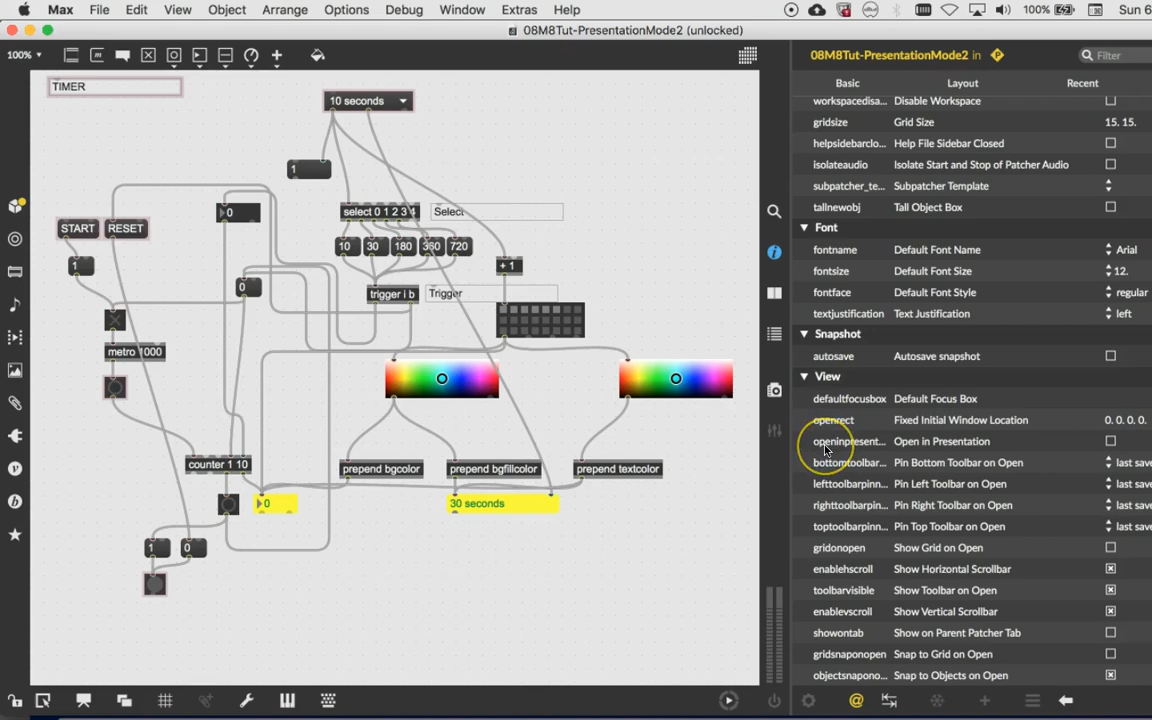 Max File Edit View Object Arrange Options Debug Window Extras Help 100% Sun 6
08M8Tut-PresentationMode2 (unlocked)
100%
TIMER
10 seconds
1
START RESET
0
select 0 1 2 3 4 Select
10 30 180 360 720
1
+ 1
0
trigger i b Trigger
metro 1000
counter 1 10
prepend bgcolor prepend bgfillcolor prepend textcolor
0
30 seconds
1 0
08M8Tut-PresentationMode2 in P
Filter
Basic Layout Recent
workspacedisa... Disable Workspace
gridsize Grid Size 15. 15.
helpsidebarclo... Help File Sidebar Closed
isolateaudio Isolate Start and Stop of Patcher Audio
subpatcher_te... Subpatcher Template
tallnewobj Tall Object Box
Font
fontname Default Font Name Arial
fontsize Default Font Size 12.
fontface Default Font Style regular
textjustification Text Justification left
Snapshot
autosave Autosave snapshot
View
defaultfocusbox Default Focus Box
openrect Fixed Initial Window Location 0. 0. 0. 0.
openinpresent... Open in Presentation
bottomtoolbar... Pin Bottom Toolbar on Open last save
lefttoolbarpinn... Pin Left Toolbar on Open last save
righttoolbarpinn... Pin Right Toolbar on Open last save
toptoolbarpinn... Pin Top Toolbar on Open last save
gridonopen Show Grid on Open
enablehscroll Show Horizontal Scrollbar
toolbarvisible Show Toolbar on Open
enablevscroll Show Vertical Scrollbar
showontab Show on Parent Patcher Tab
gridsnaponopen Snap to Grid on Open
objectsnapono... Snap to Objects on Open